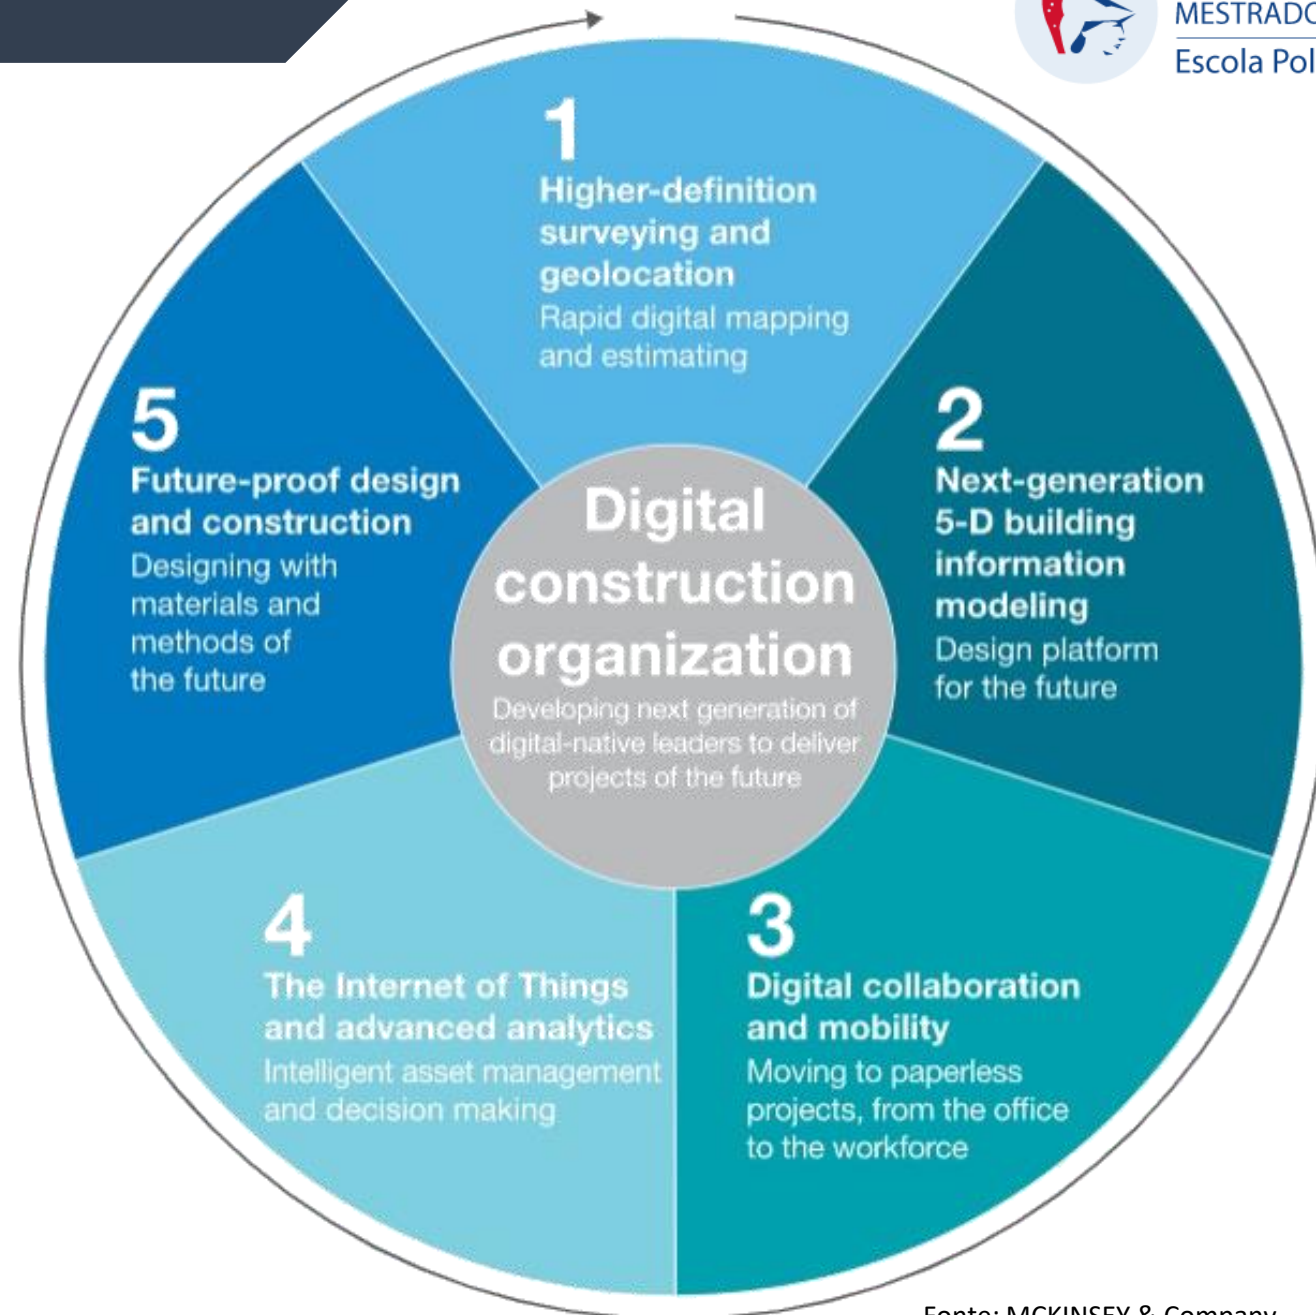 MESTRADO
Escola Pol
1
Higher-definition
surveying and
geolocation
Rapid digital mapping
and estimating
2
Next-generation
5-D building
information
modeling
Design platform
for the future
3
Digital collaboration
and mobility
Moving to paperless
projects, from the office
to the workforce
4
The Internet of Things
and advanced analytics
Intelligent asset management
and decision making
5
Future-proof design
and construction
Designing with
materials and
methods of
the future
Digital
construction
organization
Developing next generation of
digital-native leaders to deliver
projects of the future
Fonte: MCKINSEY & Company